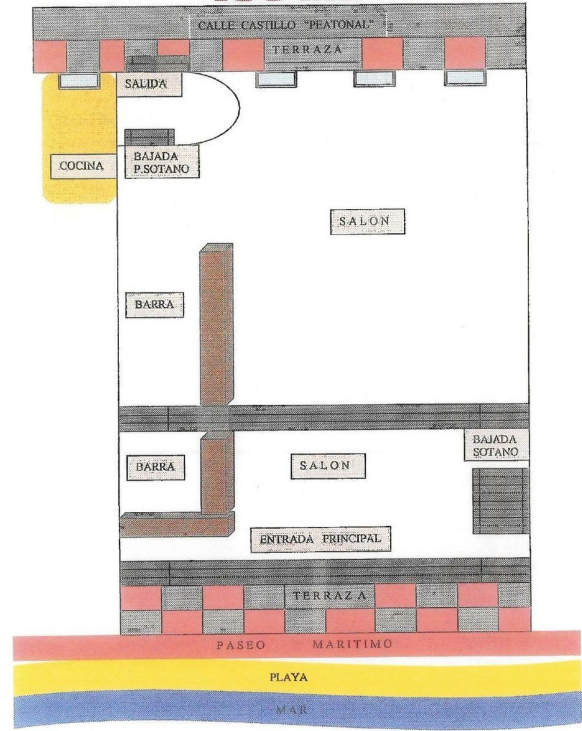 CALLE CASTILLO "PEATONAL"
TERRAZA
SALIDA
COCINA
BAJADA
P.SOTANO
SALON
BARRA
BAJADA
SOTANO
BARRA
SALON
ENTRADA PRINCIPAL
TERRAZA
PASEO MARITIMO
PLAYA
MAR